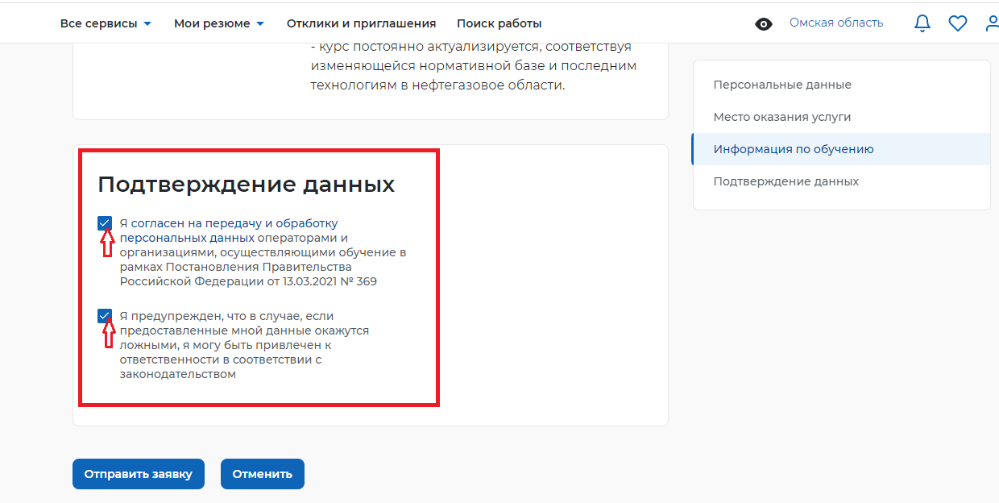 Все сервисы Мои резюме Отклики и приглашения Поиск работы Омская область
- курс постоянно актуализируется, соответствуя
изменяющейся нормативной базе и последним
технологиям в нефтегазовое области.
Подтверждение данных
Я согласен на передачу и обработку
персональных данных операторами и
организациями, осуществляющими обучение в
рамках Постановления Правительства
Российской Федерации от 13.03.2021 № 369
Я предупрежден, что в случае, если
предоставленные мной данные окажутся
ложными, я могу быть привлечен к
ответственности в соответствии с
законодательством
Отправить заявку Отменить
Персональные данные
Место оказания услуги
Информация по обучению
Подтверждение данных